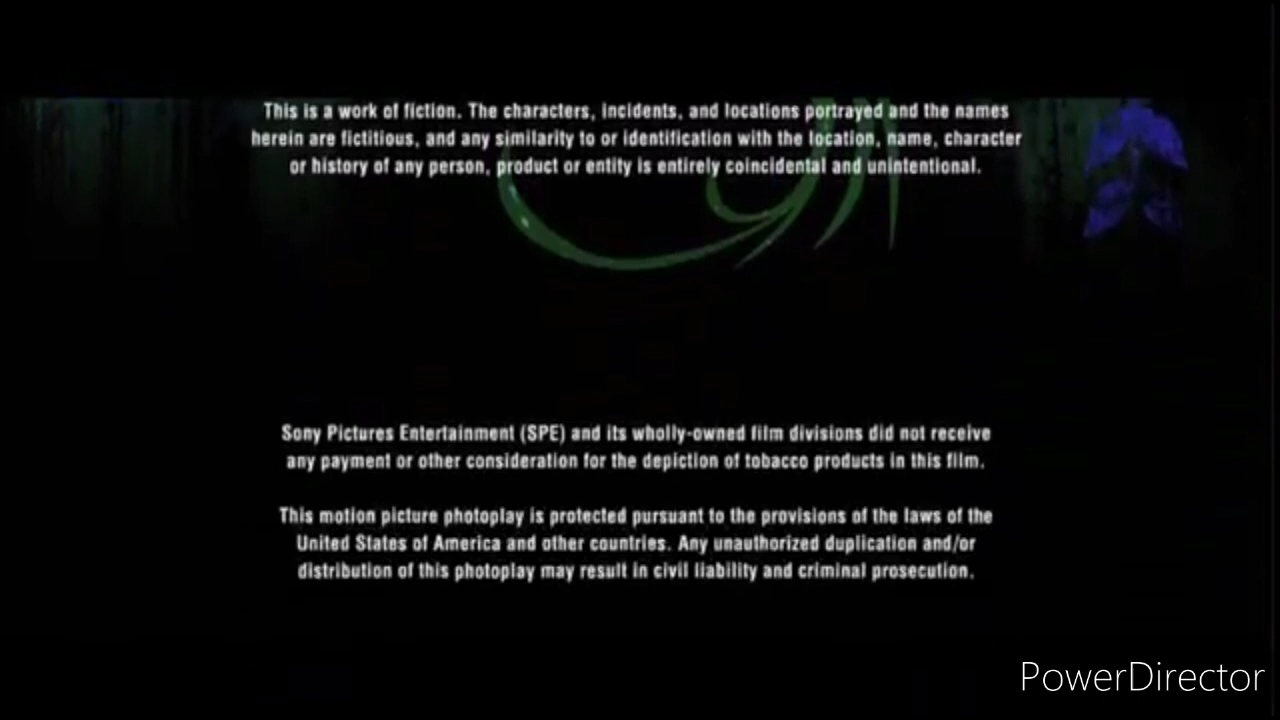 This is a work of fiction. The characters, incidents, and locations portrayed and the names
herein are fictitious, and any similarity to or identification with the location, name, character
or history of any person, product or entity is entirely coincidental and unintentional.
Sony Pictures Entertainment (SPE) and its wholly-owned film divisions did not receive
any payment or other consideration for the depiction of tobacco products in this film.
This motion picture photoplay is protected pursuant to the provisions of the laws of the
United States of America and other countries. Any unauthorized duplication and/or
distribution of this photoplay may result in civil liability and criminal prosecution.
PowerDirector